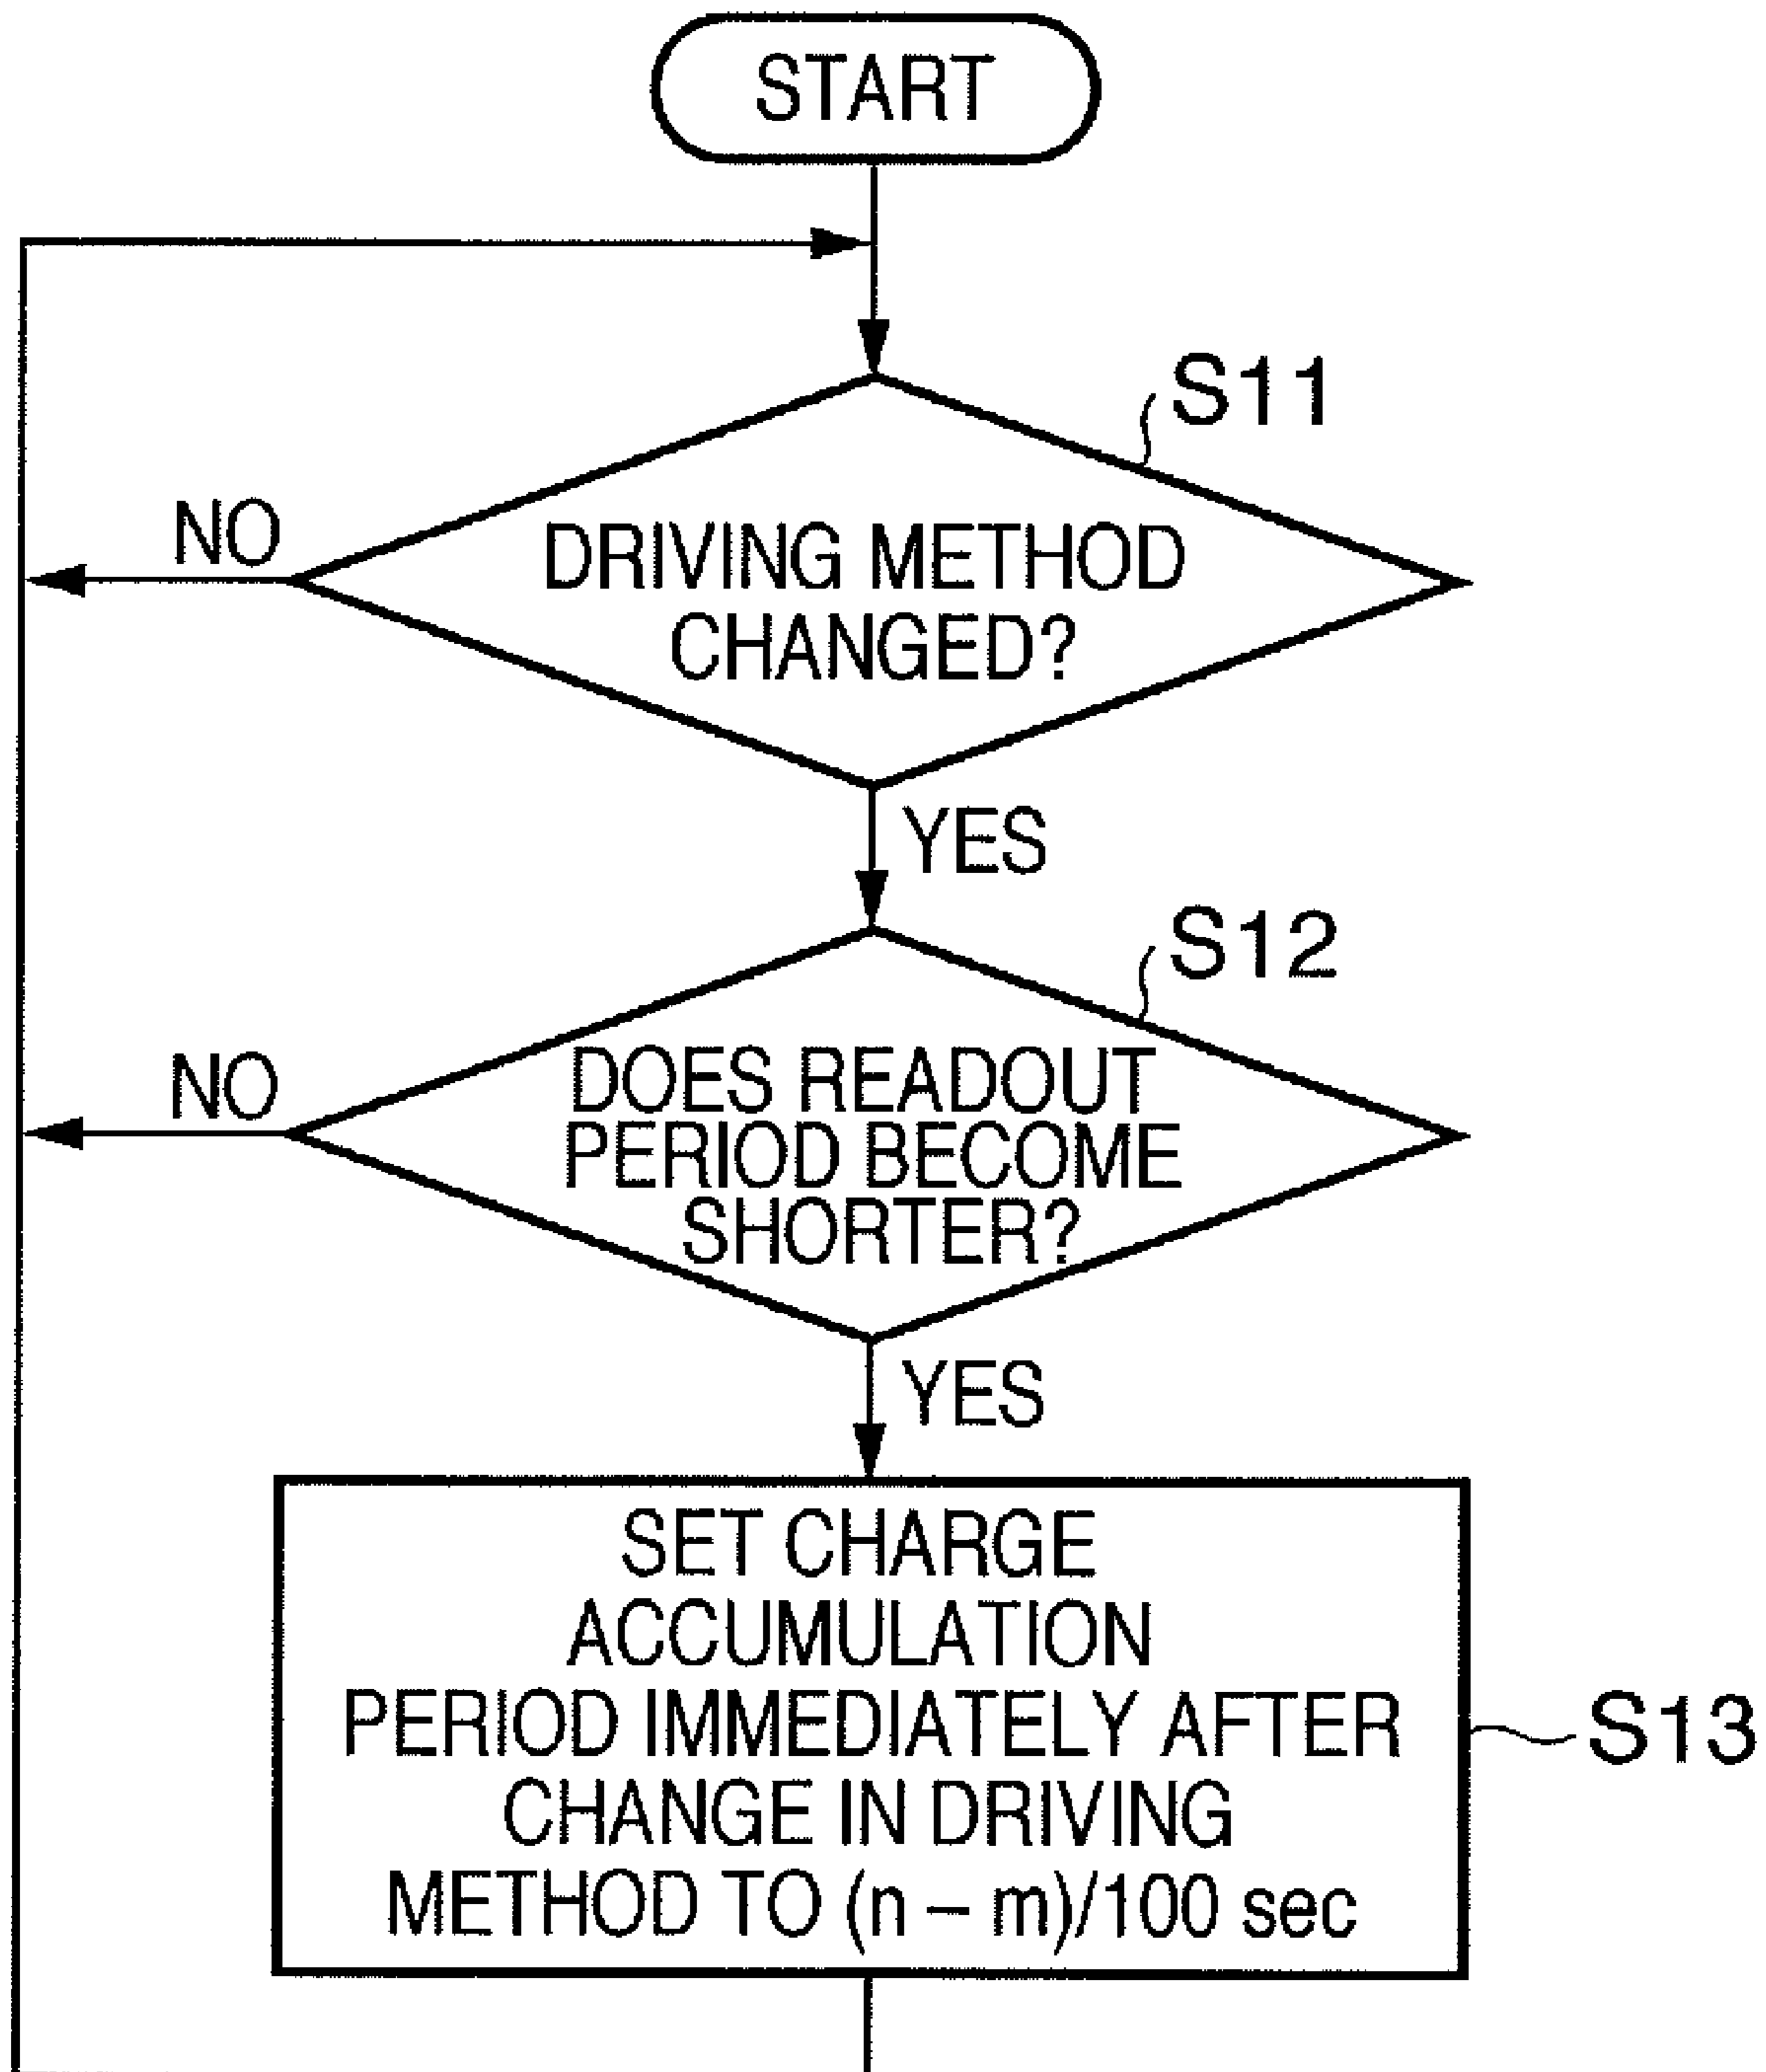 START
S11
NO
DRIVING METHOD
CHANGED?
YES
S12
NO
DOES READOUT
PERIOD BECOME
SHORTER?
YES
SET CHARGE
ACCUMULATION
PERIOD IMMEDIATELY AFTER
CHANGE IN DRIVING
METHOD TO (n – m)/100 sec
S13